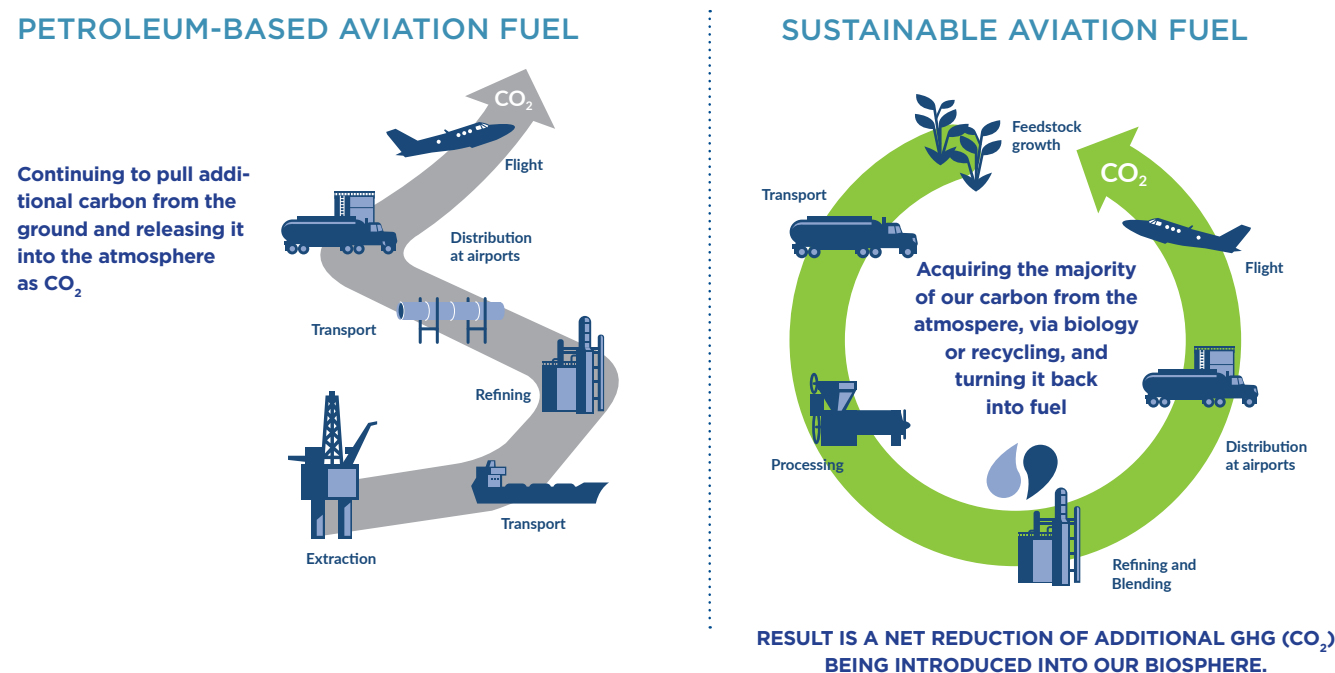 PETROLEUM-BASED AVIATION FUEL
CO2
Flight
Continuing to pull addi-
tional carbon from the
ground and releasing it
into the atmosphere
as CO2
Distribution
at airports
Transport
Refining
Transport
Extraction
SUSTAINABLE AVIATION FUEL
Feedstock
growth
CO2
Transport
Flight
Acquiring the majority
of our carbon from the
atmospere, via biology
or recycling, and
turning it back
into fuel
Processing
Distribution
at airports
Refining and
Blending
RESULT IS A NET REDUCTION OF ADDITIONAL GHG (CO2)
BEING INTRODUCED INTO OUR BIOSPHERE.